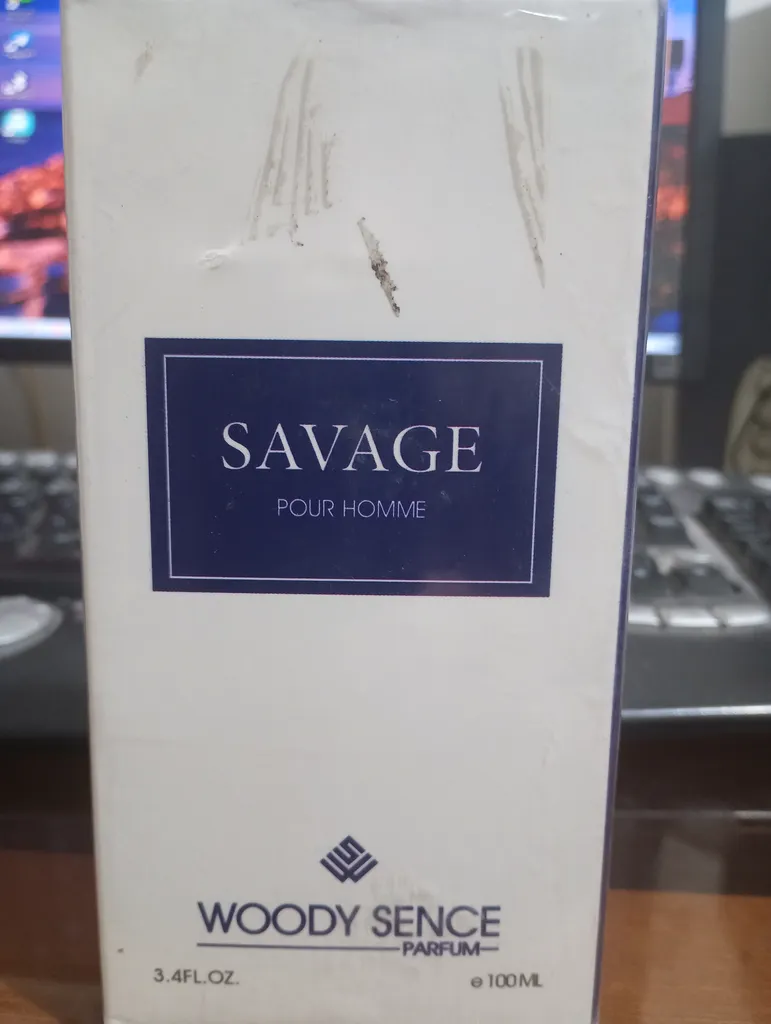 SAVAGE
POUR HOMME
WOODY SENCE
PARFUM
3.4FL.OZ. e 100ML